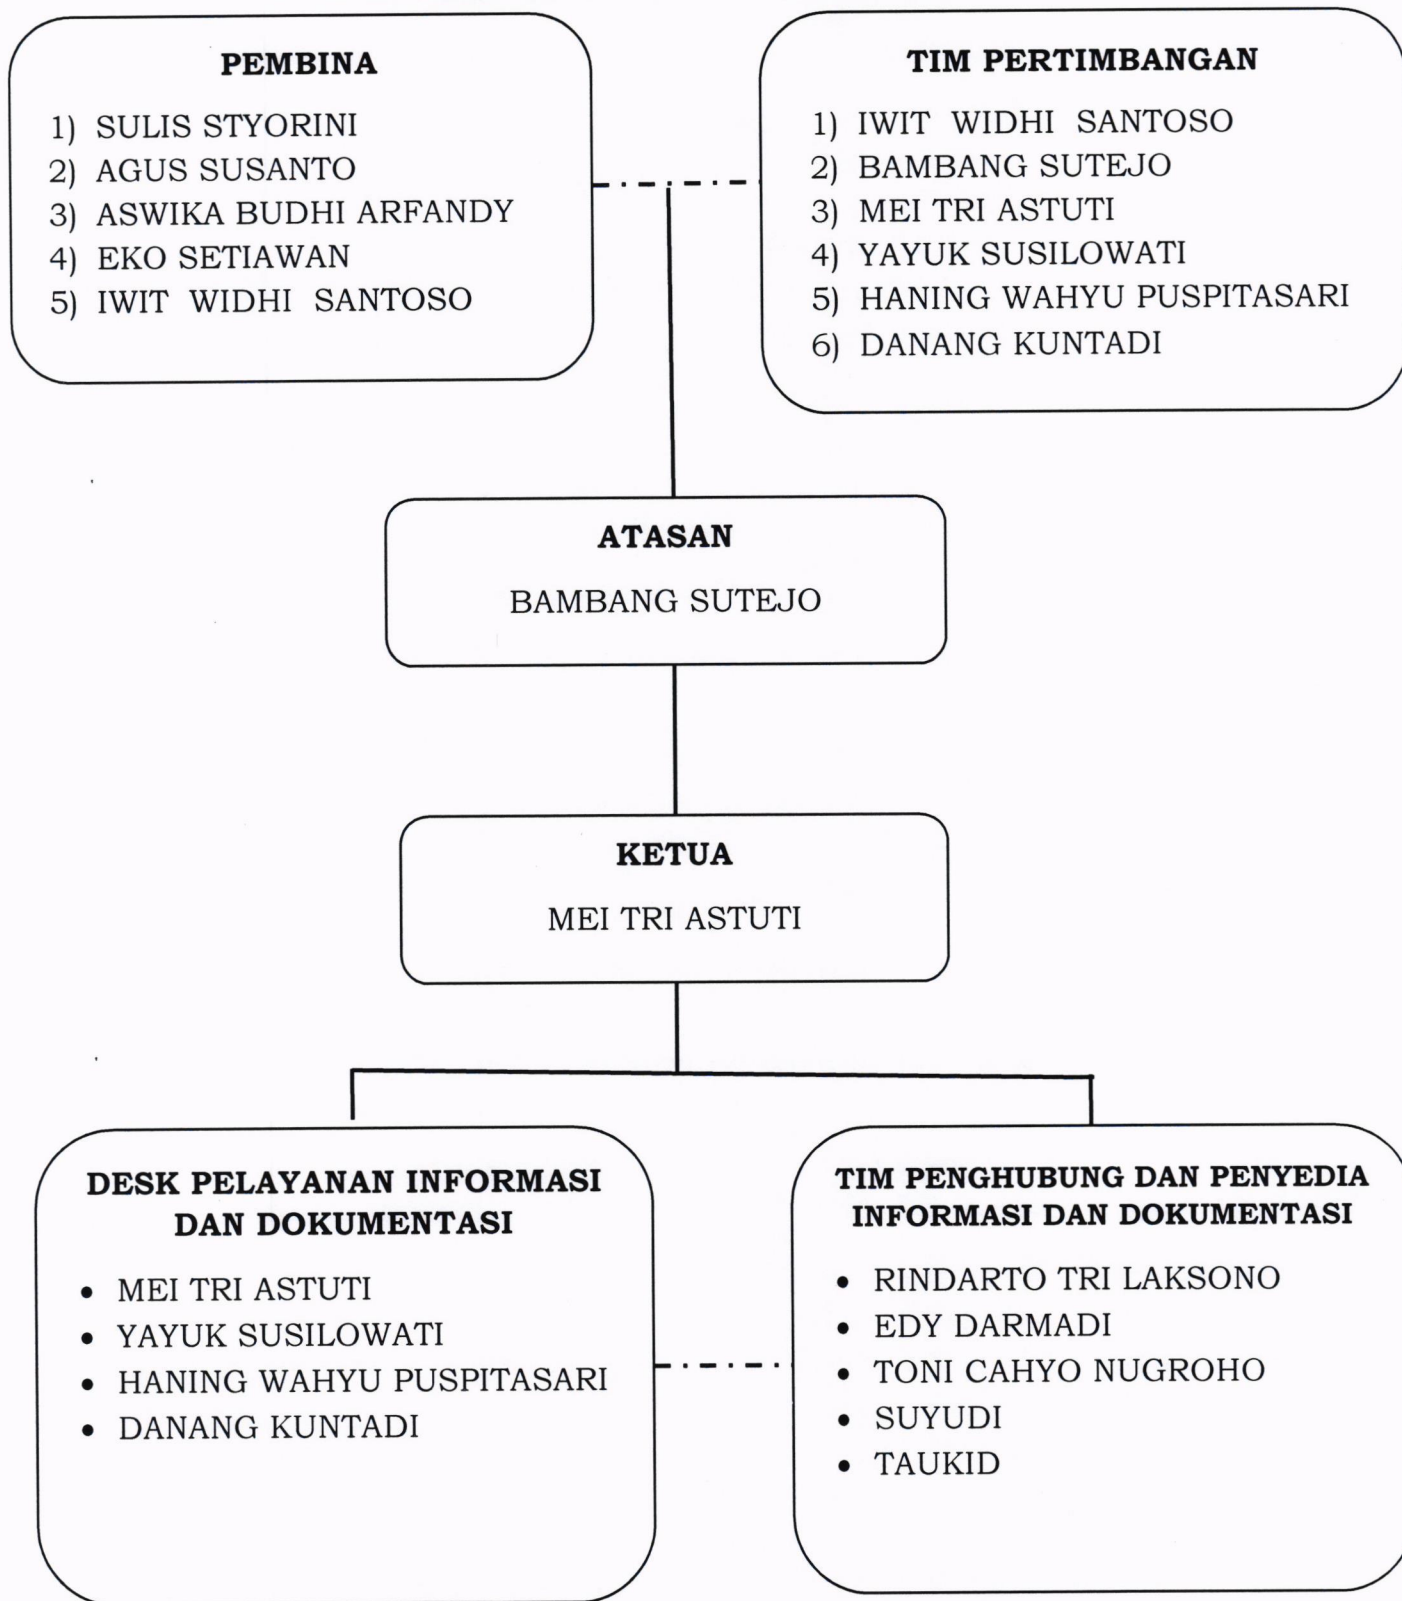 PEMBINA
1) SULIS STYORINI
2) AGUS SUSANTO
3) ASWIKA BUDHI ARFANDY
4) EKO SETIAWAN
5) IWIT WIDHI SANTOSO
TIM PERTIMBANGAN
1) IWIT WIDHI SANTOSO
2) BAMBANG SUTEJO
3) MEI TRI ASTUTI
4) YAYUK SUSILOWATI
5) HANING WAHYU PUSPITASARI
6) DANANG KUNTADI
ATASAN
BAMBANG SUTEJO
KETUA
MEI TRI ASTUTI
DESK PELAYANAN INFORMASI
DAN DOKUMENTASI
• MEI TRI ASTUTI
• YAYUK SUSILOWATI
• HANING WAHYU PUSPITASARI
• DANANG KUNTADI
TIM PENGHUBUNG DAN PENYEDIA
INFORMASI DAN DOKUMENTASI
• RINDARTO TRI LAKSONO
• EDY DARMADI
• TONI CAHYO NUGROHO
• SUYUDI
• TAUKID